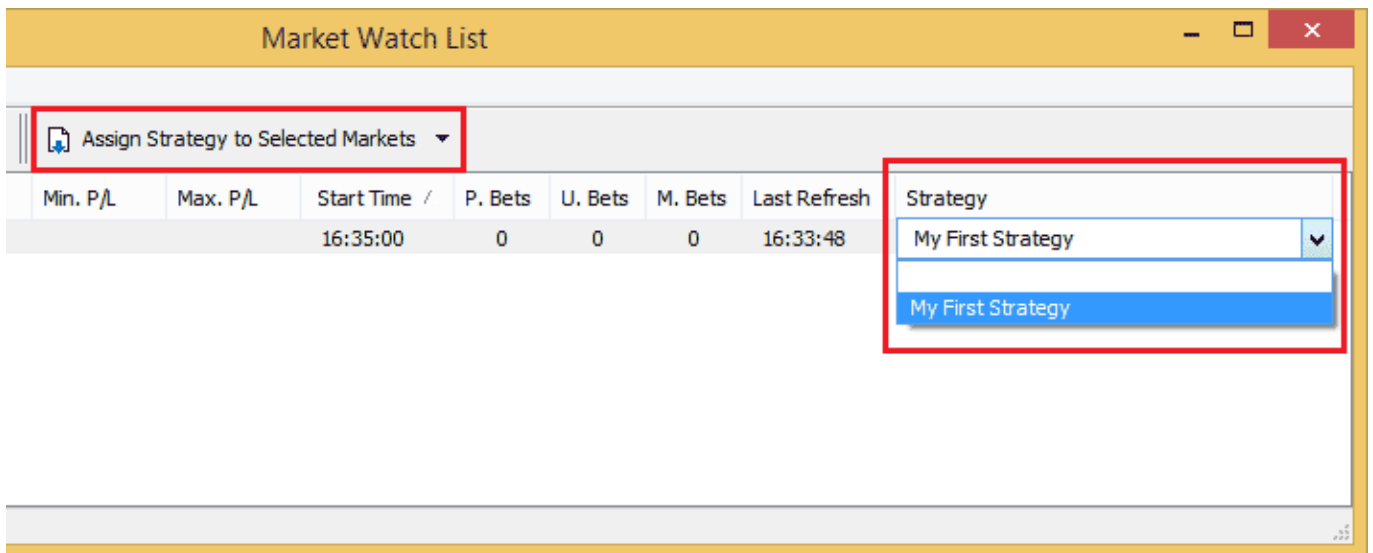 Market Watch List
Assign Strategy to Selected Markets
Min. P/L Max. P/L Start Time P. Bets U. Bets M. Bets Last Refresh Strategy
16:35:00 0 0 0 16:33:48 My First Strategy
My First Strategy